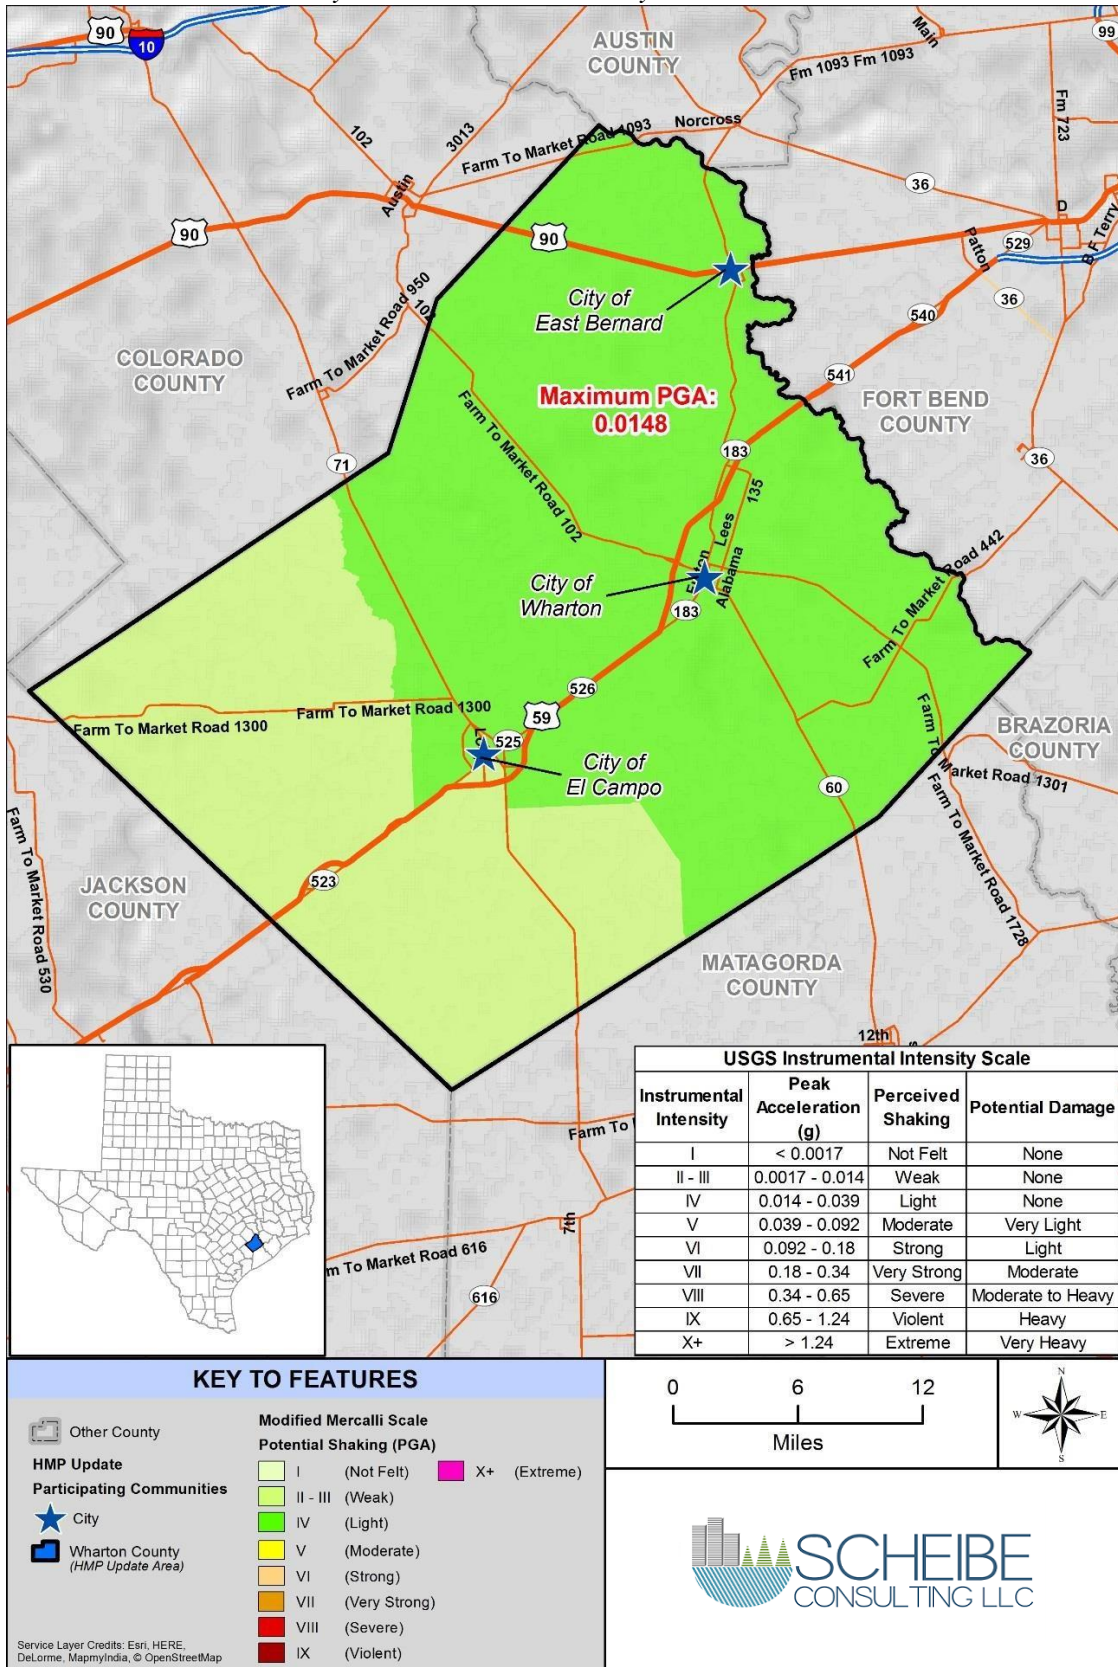 90
10
AUSTIN
COUNTY
Main
99
Fm 1093 Fm 1093
Fm 723
102
3013
Farm To Market Road 1093
Norcross
36
Austin
90
90
D
529
Patton
B F Terry
36
City of
East Bernard
540
Farm To Market Road 950
102
COLORADO
COUNTY
541
FORT BEND
COUNTY
Maximum PGA:
0.0148
Farm To Market Road 102
183
36
71
135
Lees
Alabama
Farm To Market Road 442
City of
Wharton
183
526
Farm To Market Road 1300
Farm To Market Road 1300
59
525
City of
El Campo
BRAZORIA
COUNTY
Farm To Market Road 1301
60
Farm To Market Road 530
JACKSON
COUNTY
523
Farm To Market Road 1728
MATAGORDA
COUNTY
12th
Farm To
7th
m To Market Road 616
616
USGS Instrumental Intensity Scale
Instrumental Intensity Peak Acceleration (g) Perceived Shaking Potential Damage
I < 0.0017 Not Felt None
II - III 0.0017 - 0.014 Weak None
IV 0.014 - 0.039 Light None
V 0.039 - 0.092 Moderate Very Light
VI 0.092 - 0.18 Strong Light
VII 0.18 - 0.34 Very Strong Moderate
VIII 0.34 - 0.65 Severe Moderate to Heavy
IX 0.65 - 1.24 Violent Heavy
X+ > 1.24 Extreme Very Heavy
KEY TO FEATURES
Other County
HMP Update
Participating Communities
City
Wharton County
(HMP Update Area)
Modified Mercalli Scale
Potential Shaking (PGA)
I (Not Felt)
II - III (Weak)
IV (Light)
V (Moderate)
VI (Strong)
VII (Very Strong)
VIII (Severe)
IX (Violent)
X+ (Extreme)
Service Layer Credits: Esri, HERE,
DeLorme, MapmyIndia, © OpenStreetMap
0 6 12
Miles
N
W E
S
SCHEIBE
CONSULTING LLC